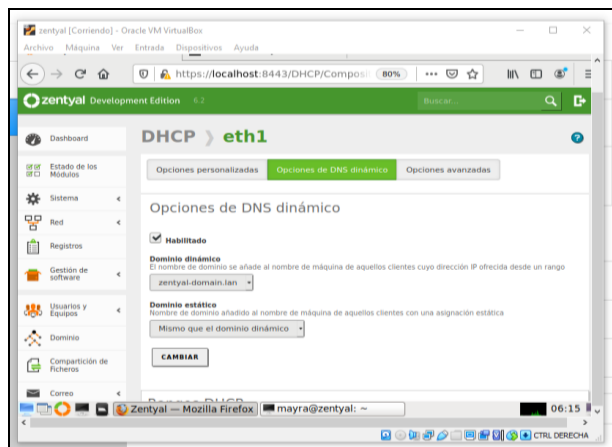 zentyal [Corriendo] - Oracle VM VirtualBox
Archivo Máquina Ver Entrada Dispositivos Ayuda
https://localhost:8443/DHCP/Compos 80%
zentyal Development Edition 6.2 Buscar...
Dashboard
Estado de los
Módulos
Sistema
Red
Registros
Gestión de
software
Usuarios y
Equipos
Dominio
Compartición de
Ficheros
Correo
DHCP eth1
Opciones personalizadas Opciones de DNS dinámico Opciones avanzadas
Opciones de DNS dinámico
Habilitado
Dominio dinámico
El nombre de dominio se añade al nombre de máquina de aquellos clientes cuyo dirección IP ofrecida desde un rango
zentyal-domain.lan
Dominio estático
Nombre de dominio añadido al nombre de máquina de aquellos clientes con una asignación estática
Mismo que el dominio dinámico
CAMBIAR
Rangos DHCP
Zentyal — Mozilla Firefox mayra@zentyal: ~ 06:15
CTRL DERECHA